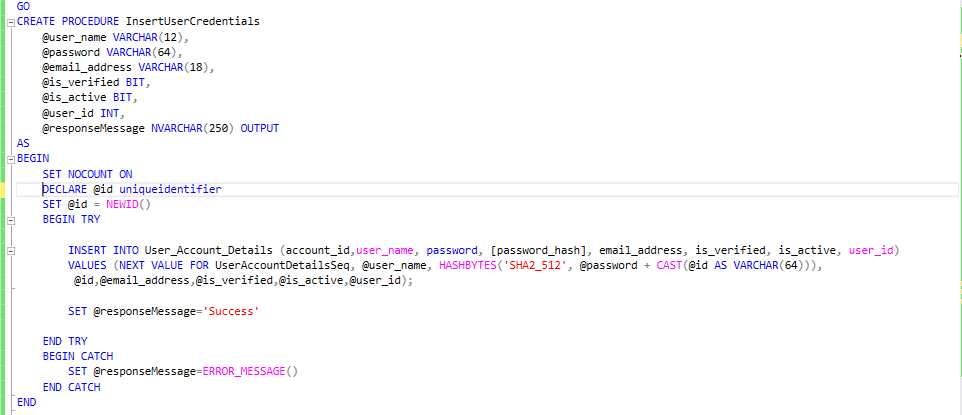 GO
CREATE PROCEDURE InsertUserCredentials
@user_name VARCHAR(12),
@password VARCHAR(64),
@email_address VARCHAR(18),
@is_verified BIT,
@is_active BIT,
@user_id INT,
@responseMessage NVARCHAR(250) OUTPUT
AS
BEGIN
SET NOCOUNT ON
DECLARE @id uniqueidentifier
SET @id = NEWID()
BEGIN TRY
INSERT INTO User_Account_Details (account_id,user_name, password, [password_hash], email_address, is_verified, is_active, user_id)
VALUES (NEXT VALUE FOR UserAccountDetailsSeq, @user_name, HASHBYTES('SHA2_512', @password + CAST(@id AS VARCHAR(64))),
@id,@email_address,@is_verified,@is_active,@user_id);
SET @responseMessage='Success'
END TRY
BEGIN CATCH
SET @responseMessage=ERROR_MESSAGE()
END CATCH
END